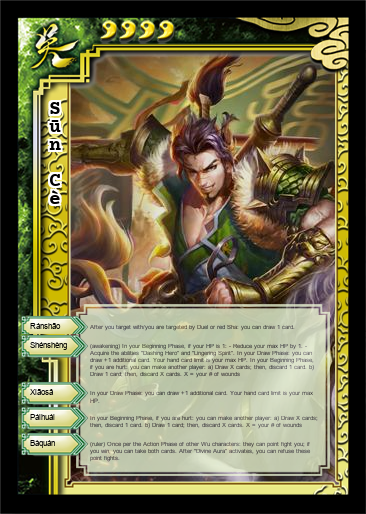 吴
Sūn Cè
Ránshāo
After you target with/you are targeted by Duel or red Sha: you can draw 1 card.
Shénshèng
(awakening) In your Beginning Phase, if your HP is 1: - Reduce your max HP by 1. -
Acquire the abilities "Dashing Hero" and "Lingering Spirit". In your Draw Phase: you can
draw +1 additional card. Your hand card limit is your max HP. In your Beginning Phase,
if you are hurt: you can make another player: a) Draw X cards; then, discard 1 card. b)
Draw 1 card; then, discard X cards. X = your # of wounds
Xiāosǎ
In your Draw Phase: you can draw +1 additional card. Your hand card limit is your max
HP.
Páihuái
In your Beginning Phase, if you are hurt: you can make another player: a) Draw X cards;
then, discard 1 card. b) Draw 1 card; then, discard X cards. X = your # of wounds
Bàquán
(ruler) Once per the Action Phase of other Wu characters: they can point fight you; if
you win, you can take both cards. After "Divine Aura" activates, you can refuse these
point fights.